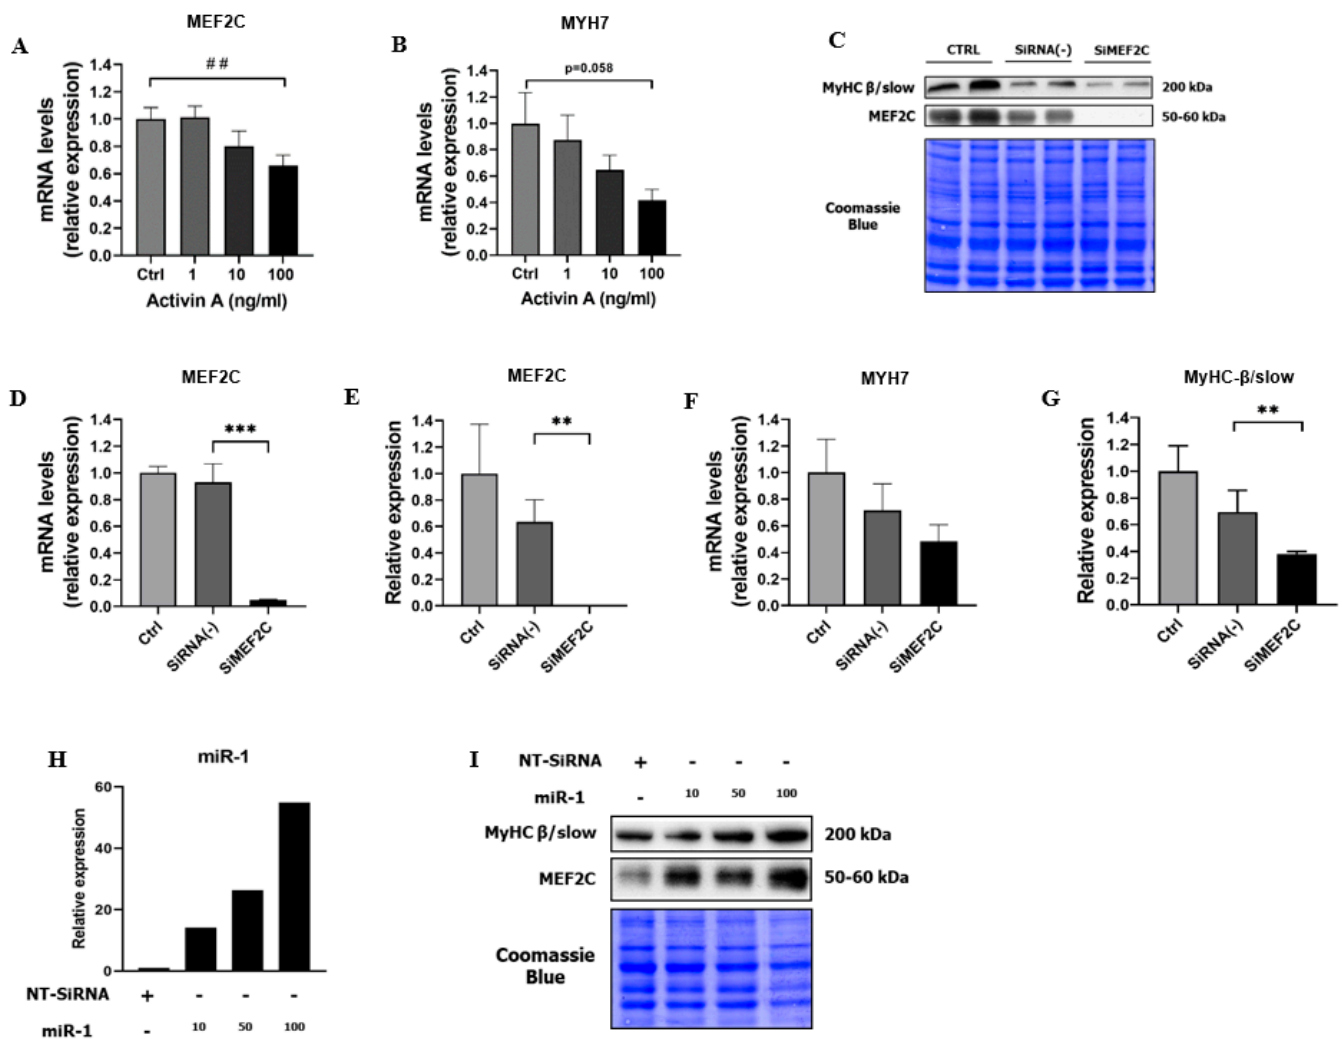 A
MEF2C
mRNA levels
(relative expression)
1.4
1.2
1.0
0.8
0.6
0.4
0.2
0.0
##
Ctrl 1 10 100
Activin A (ng/ml)
B
MYH7
mRNA levels
(relative expression)
1.4
1.2
1.0
0.8
0.6
0.4
0.2
0.0
p=0.058
Ctrl 1 10 100
Activin A (ng/ml)
C
CTRL SiRNA(-) SiMEF2C
MyHC β/slow 200 kDa
MEF2C 50-60 kDa
Coomassie
Blue
D
MEF2C
mRNA levels
(relative expression)
1.4
1.2
1.0
0.8
0.6
0.4
0.2
0.0
***
Ctrl SiRNA(-) SiMEF2C
E
MEF2C
Relative expression
1.4
1.2
1.0
0.8
0.6
0.4
0.2
0.0
**
Ctrl SiRNA(-) SiMEF2C
F
MYH7
mRNA levels
(relative expression)
1.4
1.2
1.0
0.8
0.6
0.4
0.2
0.0
Ctrl SiRNA(-) SiMEF2C
G
MyHC-β/slow
Relative expression
1.4
1.2
1.0
0.8
0.6
0.4
0.2
0.0
**
Ctrl SiRNA(-) SiMEF2C
H
miR-1
Relative expression
60
40
20
0
NT-SiRNA + - - -
miR-1 - 10 50 100
I
NT-SiRNA + - - -
miR-1 - 10 50 100
MyHC β/slow 200 kDa
MEF2C 50-60 kDa
Coomassie
Blue